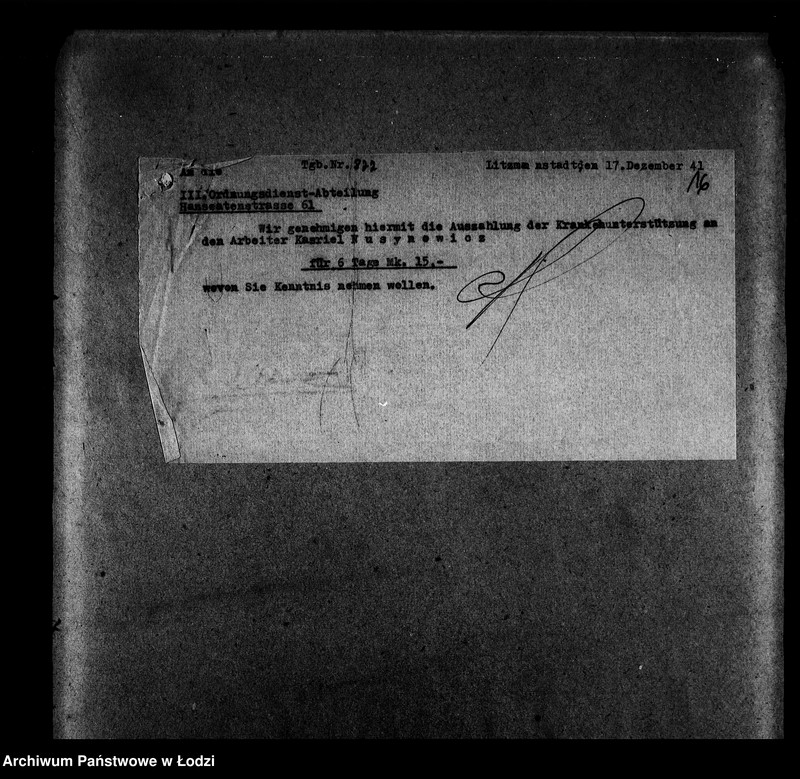 An die Tgb.Nr. 822 Litzmannstadt,den 17.Dezember 41
16
III.Ordnungsdienst-Abteilung
Hanseatenstrasse 61
Wir genehmigen hiermit die Auszahlung der Krankenunterstützung an
den Arbeiter Kasriel N u s y n o w i c z
für 6 Tage Mk. 15.-
wovon Sie Kenntnis nehmen wollen.
Archiwum Państwowe w Łodzi